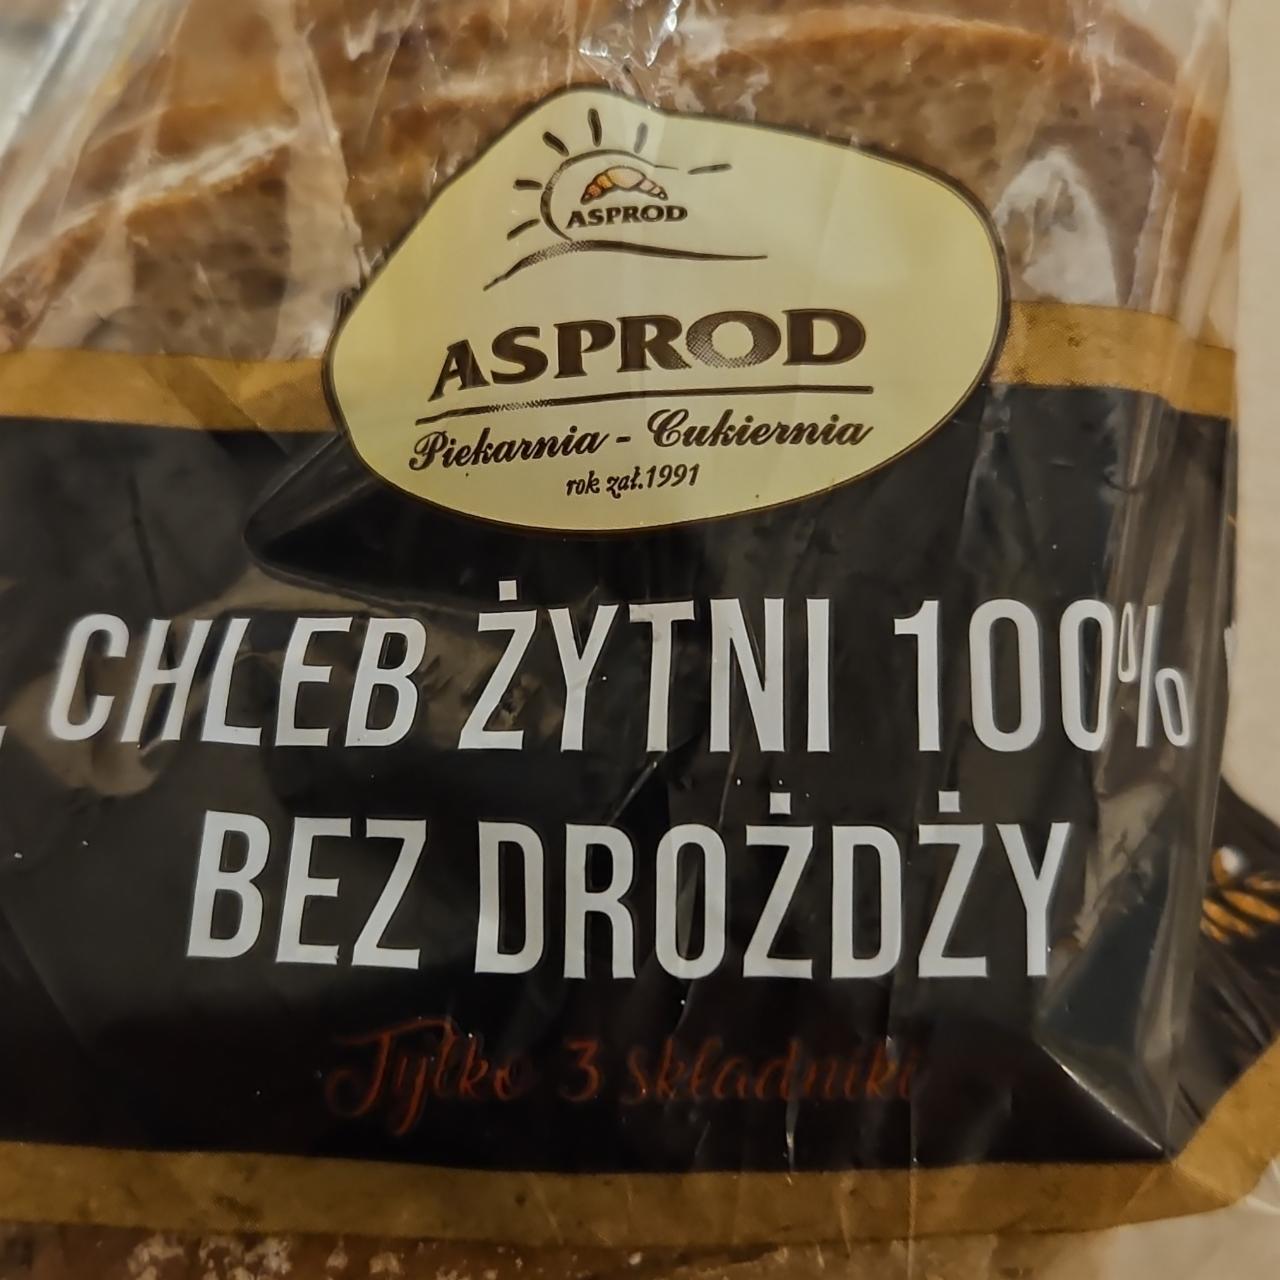 ASPROD
ASPROD
Piekarnia - Cukiernia
rok zał.1991
CHLEB ŻYTNI 100%
BEZ DROŻDŻY
Tylko 3 składniki